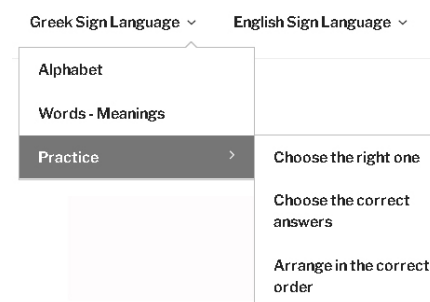 Greek Sign Language
English Sign Language
Alphabet
Words - Meanings
Practice
Choose the right one
Choose the correct
answers
Arrange in the correct
order